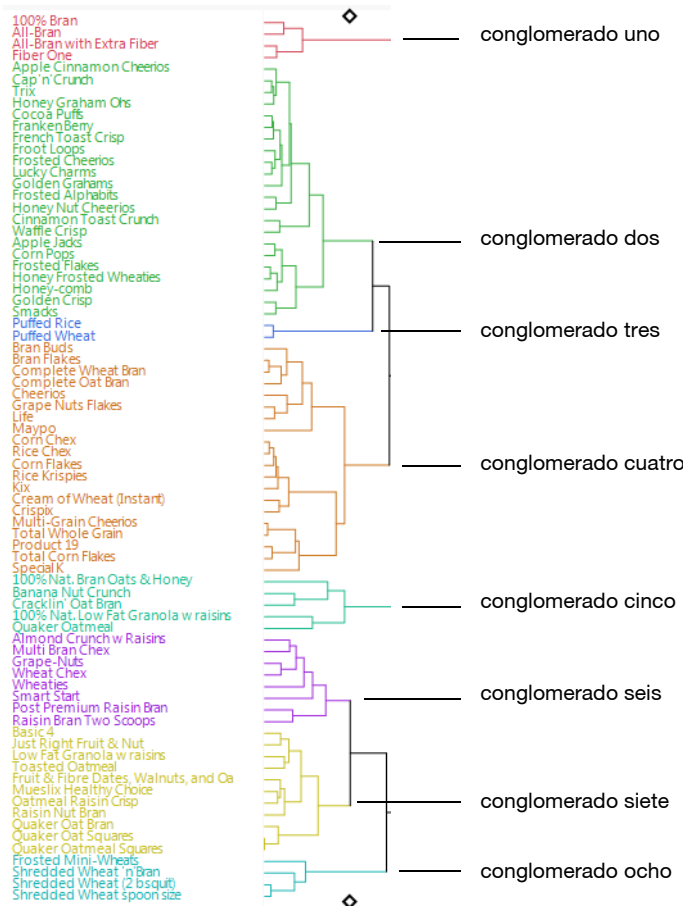 100% Bran
All-Bran
All-Bran with Extra Fiber
Fiber One
Apple Cinnamon Cheerios
Cap'n'Crunch
Trix
Honey Graham Ohs
Cocoa Puffs
FrankenBerry
French Toast Crisp
Froot Loops
Frosted Cheerios
Lucky Charms
Golden Grahams
Frosted Alphabits
Honey Nut Cheerios
Cinnamon Toast Crunch
Waffle Crisp
Apple Jacks
Corn Pops
Frosted Flakes
Honey Frosted Wheaties
Honey-comb
Golden Crisp
Smacks
Puffed Rice
Puffed Wheat
Bran Buds
Bran Flakes
Complete Wheat Bran
Complete Oat Bran
Cheerios
Grape Nuts Flakes
Life
Maypo
Corn Chex
Rice Chex
Corn Flakes
Rice Krispies
Kix
Cream of Wheat (Instant)
Crispix
Multi-Grain Cheerios
Total Whole Grain
Product 19
Total Corn Flakes
Special K
100% Nat. Bran Oats & Honey
Banana Nut Crunch
Cracklin' Oat Bran
100% Nat. Low Fat Granola w raisins
Quaker Oatmeal
Almond Crunch w Raisins
Multi Bran Chex
Grape-Nuts
Wheat Chex
Wheaties
Smart Start
Post Premium Raisin Bran
Raisin Bran Two Scoops
Basic 4
Just Right Fruit & Nut
Low Fat Granola w raisins
Toasted Oatmeal
Fruit & Fibre Dates, Walnuts, and Oa
Mueslix Healthy Choice
Oatmeal Raisin Crisp
Raisin Nut Bran
Quaker Oat Bran
Quaker Oat Squares
Quaker Oatmeal Squares
Frosted Mini-Wheats
Shredded Wheat 'n'Bran
Shredded Wheat (2 bsquit)
Shredded Wheat spoon size
conglomerado uno
conglomerado dos
conglomerado tres
conglomerado cuatro
conglomerado cinco
conglomerado seis
conglomerado siete
conglomerado ocho